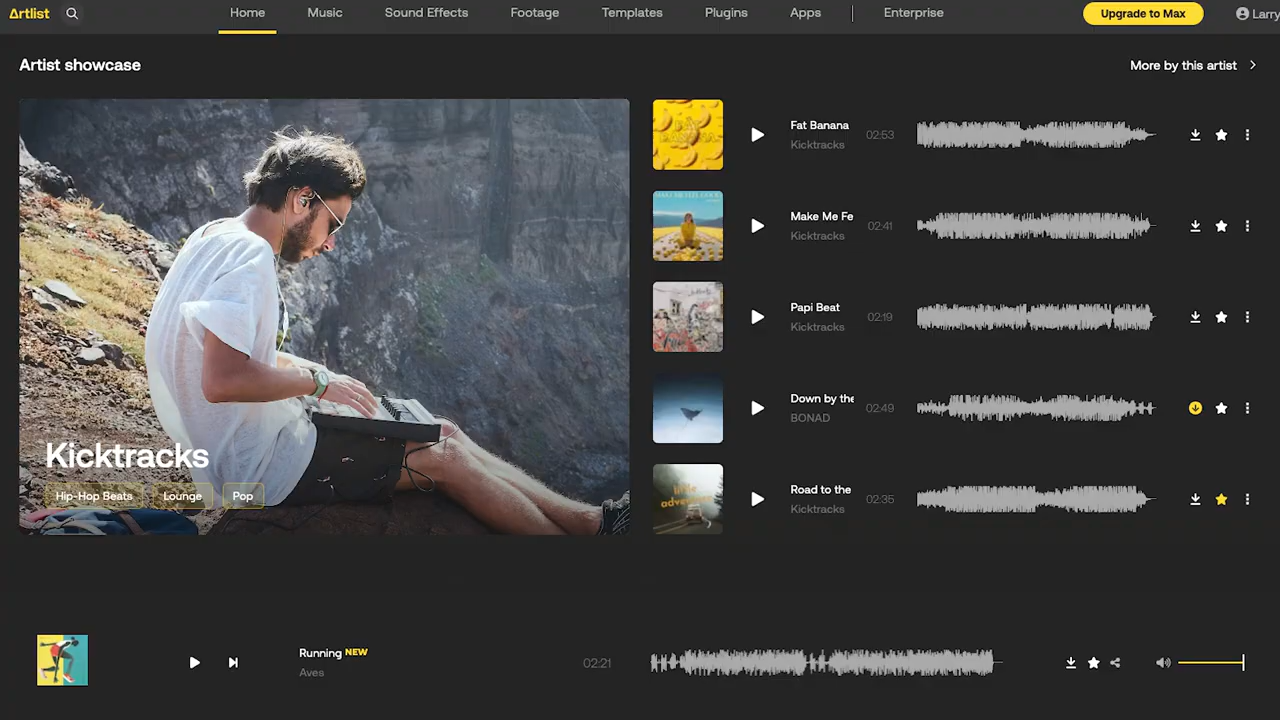 Artlist
Home
Music
Sound Effects
Footage
Templates
Plugins
Apps
Enterprise
Upgrade to Max
Larry
Artist showcase
More by this artist
Kicktracks
Hip-Hop Beats
Lounge
Pop
Fat Banana
Kicktracks
02:53
Make Me Fe
Kicktracks
02:41
Papi Beat
Kicktracks
02:19
Down by the
BONAD
02:49
little
Road to the
Kicktracks
02:35
Running NEW
Aves
02:21